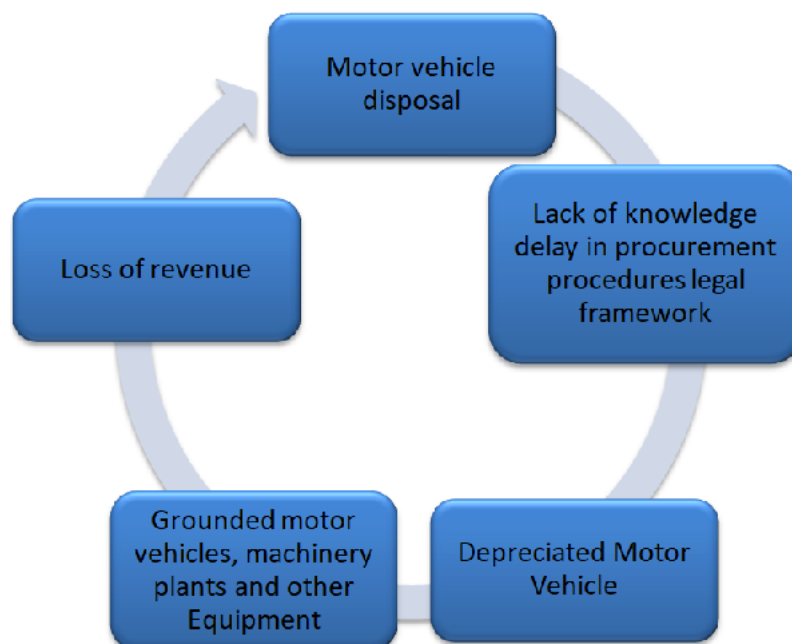 Motor vehicle
disposal
Lack of knowledge
delay in procurement
procedures legal
framework
Depreciated Motor
Vehicle
Grounded motor
vehicles, machinery
plants and other
Equipment
Loss of revenue